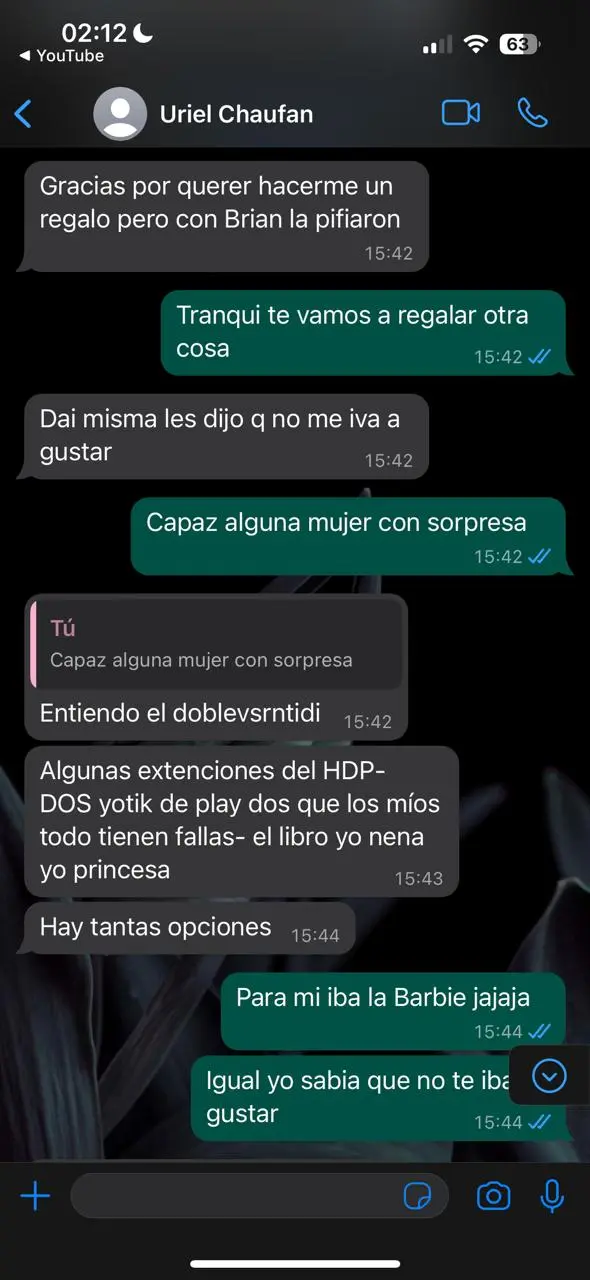 02:12
63
YouTube
Uriel Chaufan
Gracias por querer hacerme un
regalo pero con Brian la pifiaron
15:42
Tranqui te vamos a regalar otra
cosa
15:42
Dai misma les dijo q no me iva a
gustar
15:42
Capaz alguna mujer con sorpresa
15:42
Tú
Capaz alguna mujer con sorpresa
Entiendo el doblevsrntidi
15:42
Algunas extenciones del HDP-
DOS yotik de play dos que los míos
todo tienen fallas- el libro yo nena
yo princesa
15:43
Hay tantas opciones
15:44
Para mi iba la Barbie jajaja
15:44
Igual yo sabia que no te iba
gustar
15:44